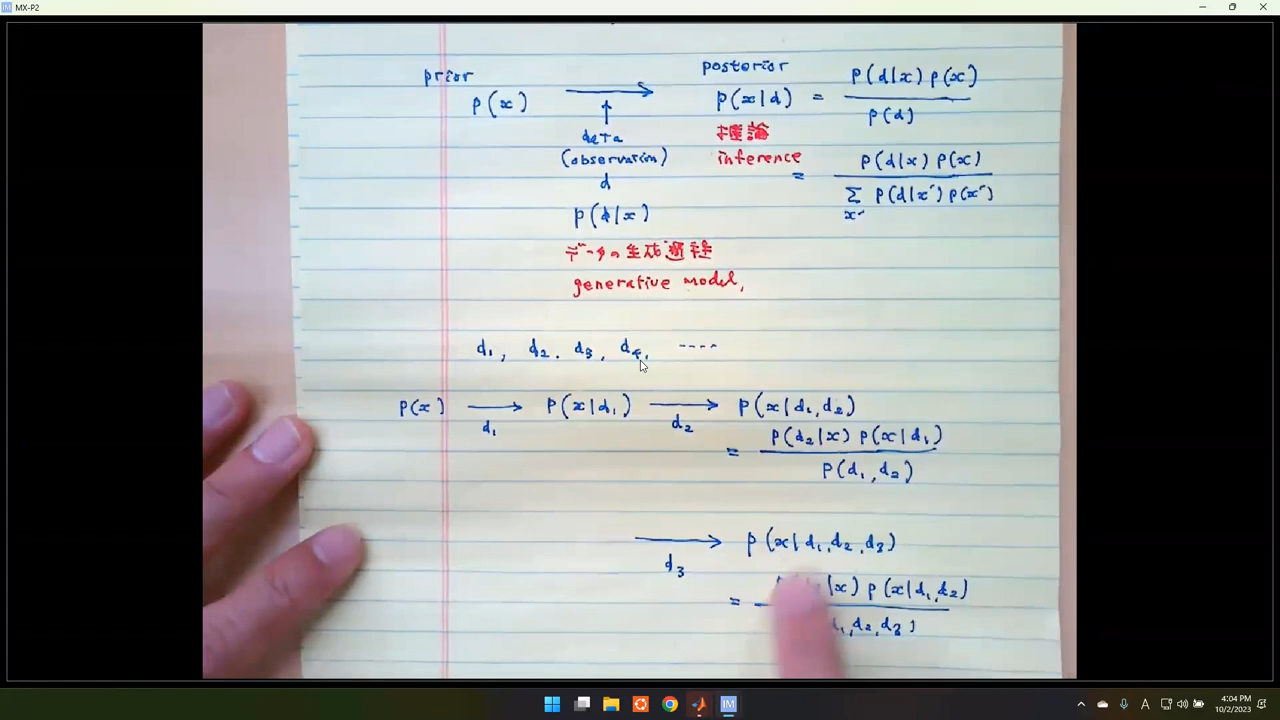 MX-P2
prior
posterior
p(x)
p(x|d) = p(d|x) p(x) / p(d)
data
(observation)
d
p(d|x)
推論
inference
= p(d|x) p(x) / Σx' p(d|x') p(x')
データの生成過程
generative model,
d1, d2. d3, d4, ----
p(x) → d1 p(x|d1) → d2 p(x|d1, d2)
= p(d2|x) p(x|d1) / p(d1, d2)
→ d3 p(x|d1, d2, d3)
= |x) p(x|d1, d2) / d2, d3)
A
4:04 PM
10/2/2023